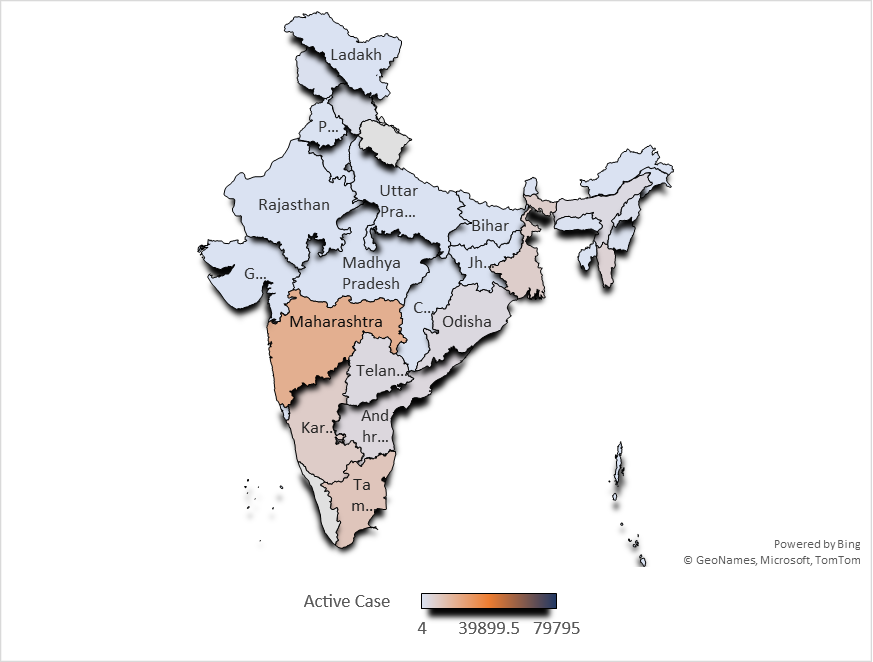 Ladakh
P...
Rajasthan
Uttar
Pra...
Bihar
G...
Madhya
Pradesh
Jh...
C...
Maharashtra
Odisha
Telan...
And
hr...
Kar...
Ta
m...
Powered by Bing
© GeoNames, Microsoft, TomTom
Active Case
4 39899.5 79795